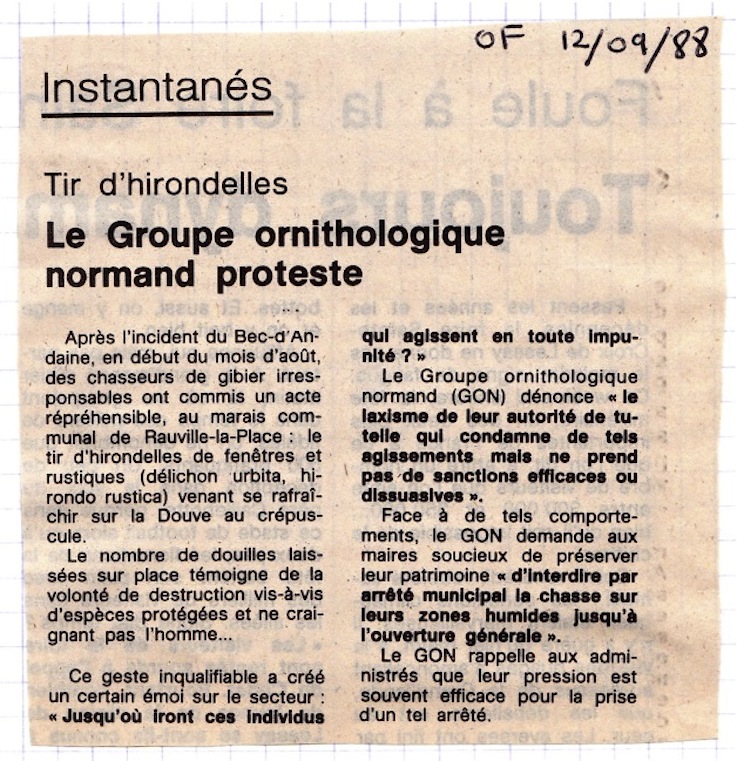 OF 12/09/88
Instantanés
Tir d'hirondelles
Le Groupe ornithologique
normand proteste
Après l'incident du Bec-d'An-
daine, en début du mois d'août,
des chasseurs de gibier irres-
ponsables ont commis un acte
répréhensible, au marais com-
munal de Rauville-la-Place : le
tir d'hirondelles de fenêtres et
rustiques (délichon urbita, hi-
rondo rustica) venant se rafraî-
chir sur la Douve au crépus-
cule.
Le nombre de douilles lais-
sées sur place témoigne de la
volonté de destruction vis-à-vis
d'espèces protégées et ne crai-
gnant pas l'homme...
Ce geste inqualifiable a créé
un certain émoi sur le secteur :
« Jusqu'où iront ces individus
qui agissent en toute impu-
nité ? »
Le Groupe ornithologique
normand (GON) dénonce « le
laxisme de leur autorité de tu-
telle qui condamne de tels
agissements mais ne prend
pas de sanctions efficaces ou
dissuasives ».
Face à de tels comporte-
ments, le GON demande aux
maires soucieux de préserver
leur patrimoine « d'interdire par
arrêté municipal la chasse sur
leurs zones humides jusqu'à
l'ouverture générale ».
Le GON rappelle aux admi-
nistrés que leur pression est
souvent efficace pour la prise
d'un tel arrêté.